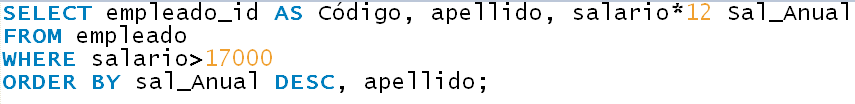 SELECT empleado_id AS Código, apellido, salario*12 Sal_Anual
FROM empleado
WHERE salario>17000
ORDER BY sal_Anual DESC, apellido;